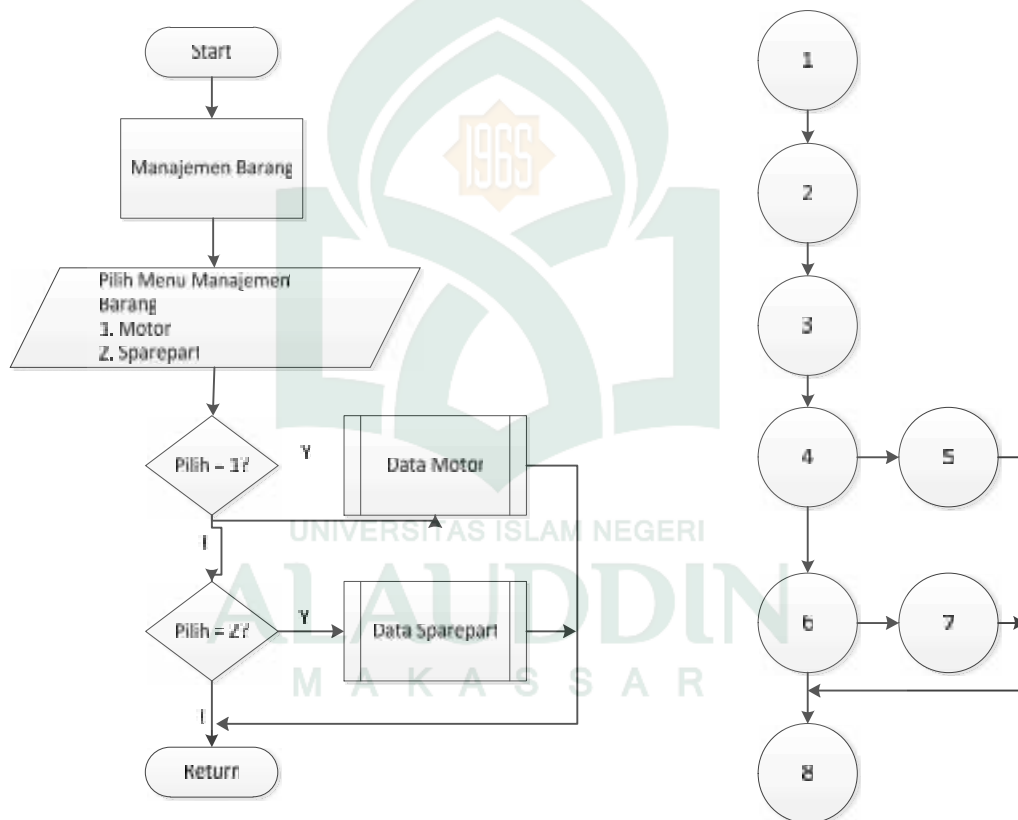 Start
Manajemen Barang
Pilih Menu Manajemen
Barang
1. Motor
2. Sparepart
Pilih = 1?
Y
Data Motor
T
Pilih = 2?
Y
Data Sparepart
T
Return
1
2
3
4
5
6
7
8
1965
UNIVERSITAS ISLAM NEGERI
ALAUDDIN
MAKASSAR